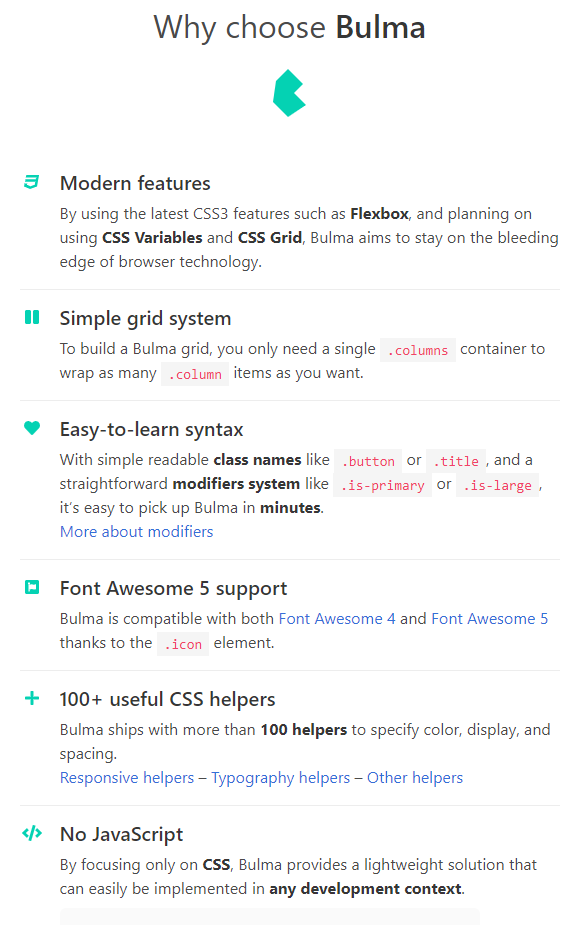 Why choose Bulma
Modern features
By using the latest CSS3 features such as Flexbox, and planning on
using CSS Variables and CSS Grid, Bulma aims to stay on the bleeding
edge of browser technology.
Simple grid system
To build a Bulma grid, you only need a single .columns container to
wrap as many .column items as you want.
Easy-to-learn syntax
With simple readable class names like .button or .title, and a
straightforward modifiers system like .is-primary or .is-large,
it’s easy to pick up Bulma in minutes.
More about modifiers
Font Awesome 5 support
Bulma is compatible with both Font Awesome 4 and Font Awesome 5
thanks to the .icon element.
100+ useful CSS helpers
Bulma ships with more than 100 helpers to specify color, display, and
spacing.
Responsive helpers – Typography helpers – Other helpers
No JavaScript
By focusing only on CSS, Bulma provides a lightweight solution that
can easily be implemented in any development context.